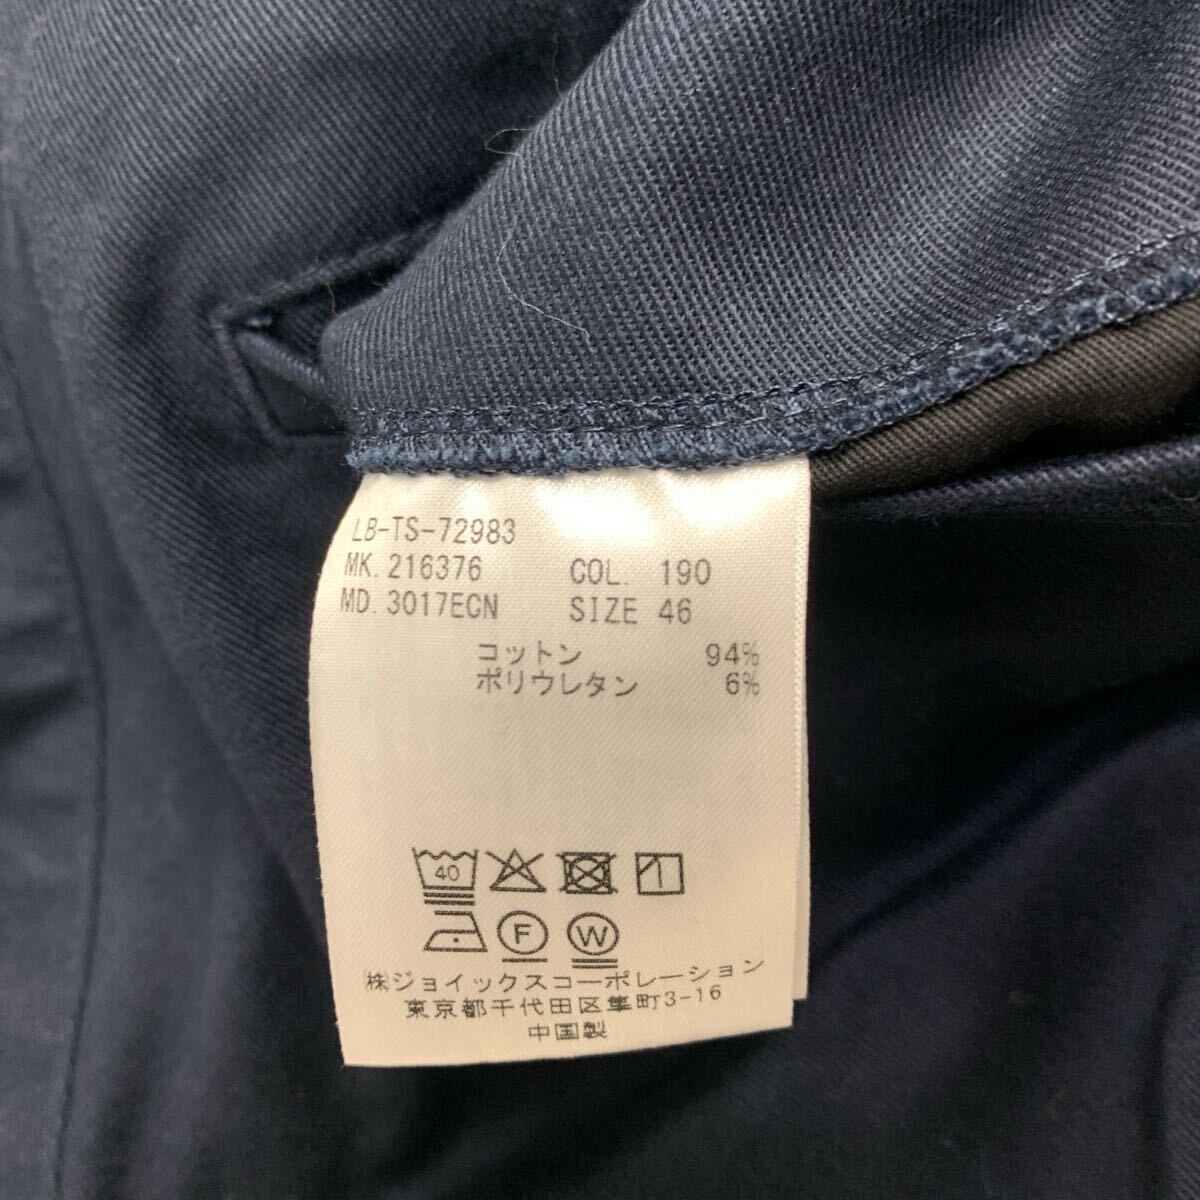 LB-TS-72983
MK. 216376 COL. 190
MD. 3017ECN SIZE 46
コットン 94%
ポリウレタン 6%
40
F W
㈱ジョイックスコーポレーション
東京都千代田区隼町3-16
中国製